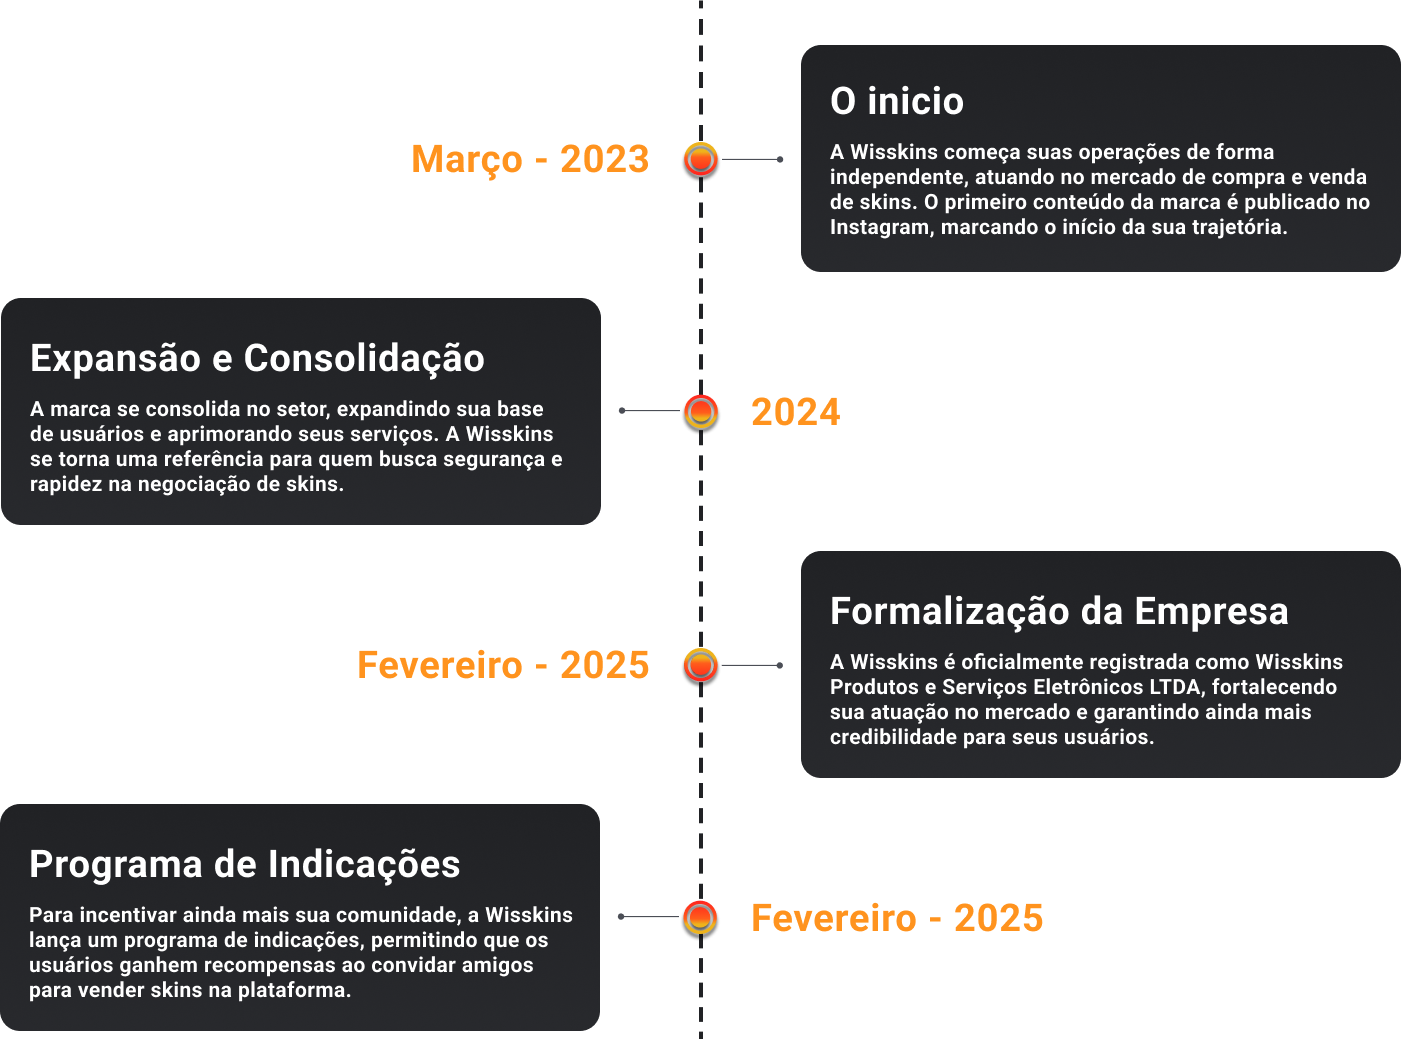 Março - 2023
O inicio
A Wisskins começa suas operações de forma
independente, atuando no mercado de compra e venda
de skins. O primeiro conteúdo da marca é publicado no
Instagram, marcando o início da sua trajetória.
Expansão e Consolidação
A marca se consolida no setor, expandindo sua base
de usuários e aprimorando seus serviços. A Wisskins
se torna uma referência para quem busca segurança e
rapidez na negociação de skins.
2024
Fevereiro - 2025
Formalização da Empresa
A Wisskins é oficialmente registrada como Wisskins
Produtos e Serviços Eletrônicos LTDA, fortalecendo
sua atuação no mercado e garantindo ainda mais
credibilidade para seus usuários.
Programa de Indicações
Para incentivar ainda mais sua comunidade, a Wisskins
lança um programa de indicações, permitindo que os
usuários ganhem recompensas ao convidar amigos
para vender skins na plataforma.
Fevereiro - 2025